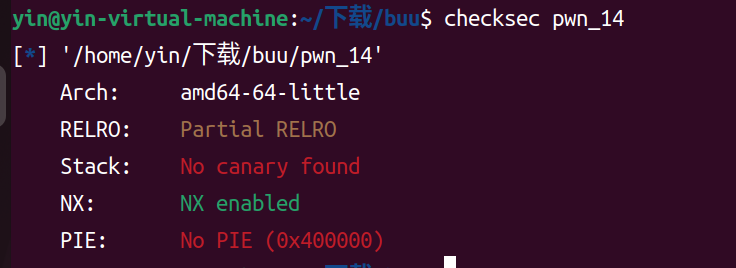 yin@yin-virtual-machine:~/下载/buu$ checksec pwn_14
[*] '/home/yin/下载/buu/pwn_14'
    Arch:     amd64-64-little
    RELRO:    Partial RELRO
    Stack:    No canary found
    NX:       NX enabled
    PIE:      No PIE (0x400000)